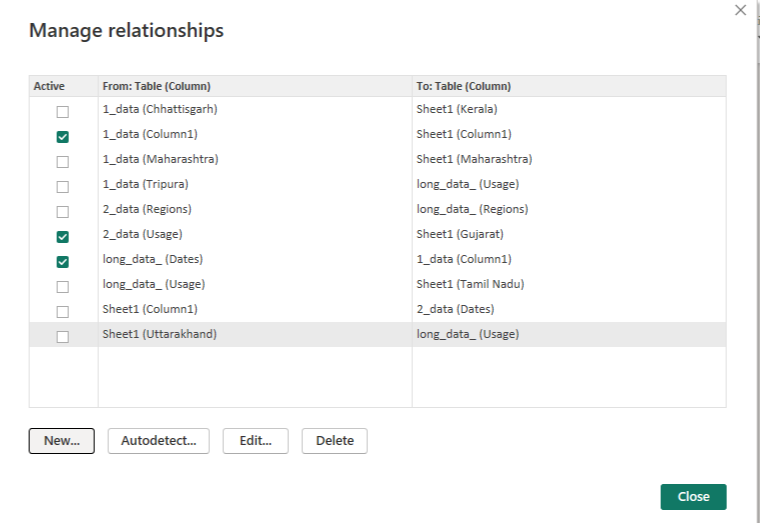 Manage relationships
Active From: Table (Column) To: Table (Column)
1_data (Chhattisgarh) Sheet1 (Kerala)
1_data (Column1) Sheet1 (Column1)
1_data (Maharashtra) Sheet1 (Maharashtra)
1_data (Tripura) long_data_ (Usage)
2_data (Regions) long_data_ (Regions)
2_data (Usage) Sheet1 (Gujarat)
long_data_ (Dates) 1_data (Column1)
long_data_ (Usage) Sheet1 (Tamil Nadu)
Sheet1 (Column1) 2_data (Dates)
Sheet1 (Uttarakhand) long_data_ (Usage)
New... Autodetect... Edit... Delete
Close